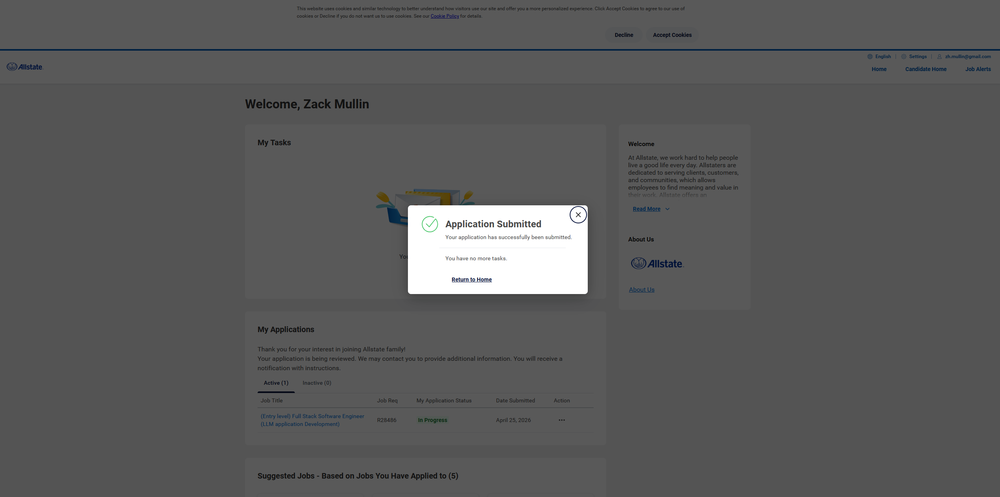 This website uses cookies and similar technology to better understand how visitors use our site and offer you a more personalized experience. Click Accept Cookies to agree to our use of
cookies or Decline if you do not want us to use cookies. See our Cookie Policy for details.
Decline
Accept Cookies
English
Settings
zh.mullin@gmail.com
Allstate
Home
Candidate Home
Job Alerts
Welcome, Zack Mullin
My Tasks
Application Submitted
Your application has successfully been submitted.
You have no more tasks.
Return to Home
Welcome
At Allstate, we work hard to help people
live a good life every day. Allstaters are
dedicated to serving clients, customers,
and communities, which allows
employees to find meaning and value in
their work. Allstate offers an
Read More
About Us
Allstate
About Us
My Applications
Thank you for your interest in joining Allstate family!
Your application is being reviewed. We may contact you to provide additional information. You will receive a
notification with instructions.
Active (1)
Inactive (0)
Job Title
Job Req
My Application Status
Date Submitted
Action
(Entry level) Full Stack Software Engineer
(LLM application Development)
R28486
In Progress
April 25, 2026
Suggested Jobs - Based on Jobs You Have Applied to (5)